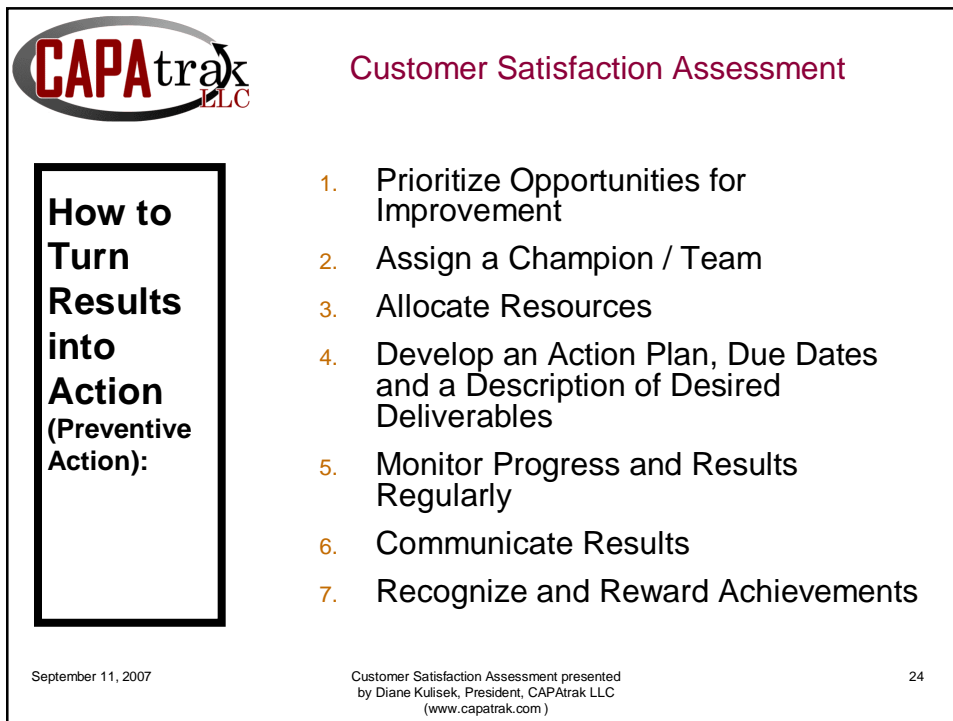 CAPAtrak
LLC
Customer Satisfaction Assessment
How to
Turn
Results
into
Action
(Preventive
Action):
1. Prioritize Opportunities for
Improvement
2. Assign a Champion / Team
3. Allocate Resources
4. Develop an Action Plan, Due Dates
and a Description of Desired
Deliverables
5. Monitor Progress and Results
Regularly
6. Communicate Results
7. Recognize and Reward Achievements
September 11, 2007
Customer Satisfaction Assessment presented
by Diane Kulisek, President, CAPAtrak LLC
(www.capatrak.com )
24